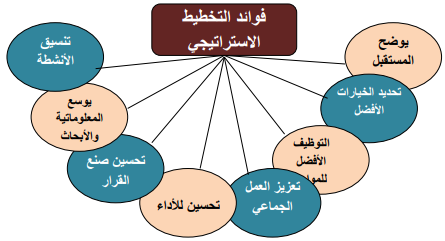 فوائد التخطيط
الاستراتيجي
يوضح
المستقبل
تحديد الخيارات
الأفضل
التوظيف
الأفضل
تعزيز العمل
الجماعي
تحسين للأداء
تحسين صنع
القرار
يوسع
المعلوماتية
والأبحاث
تنسيق
الأنشطة